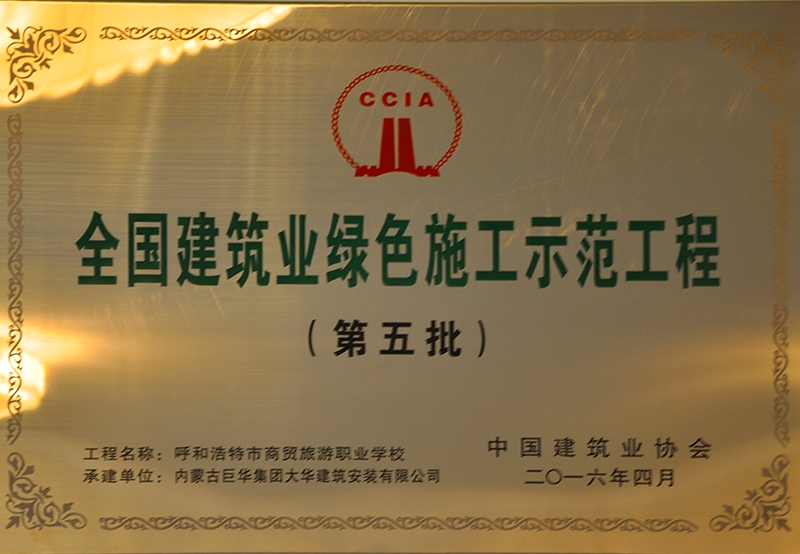 CCIA
全国建筑业绿色施工示范工程
（第五批）
工程名称：呼和浩特市商贸旅游职业学校
承建单位：内蒙古巨华集团大华建筑安装有限公司
中国建筑业协会
二〇一六年四月